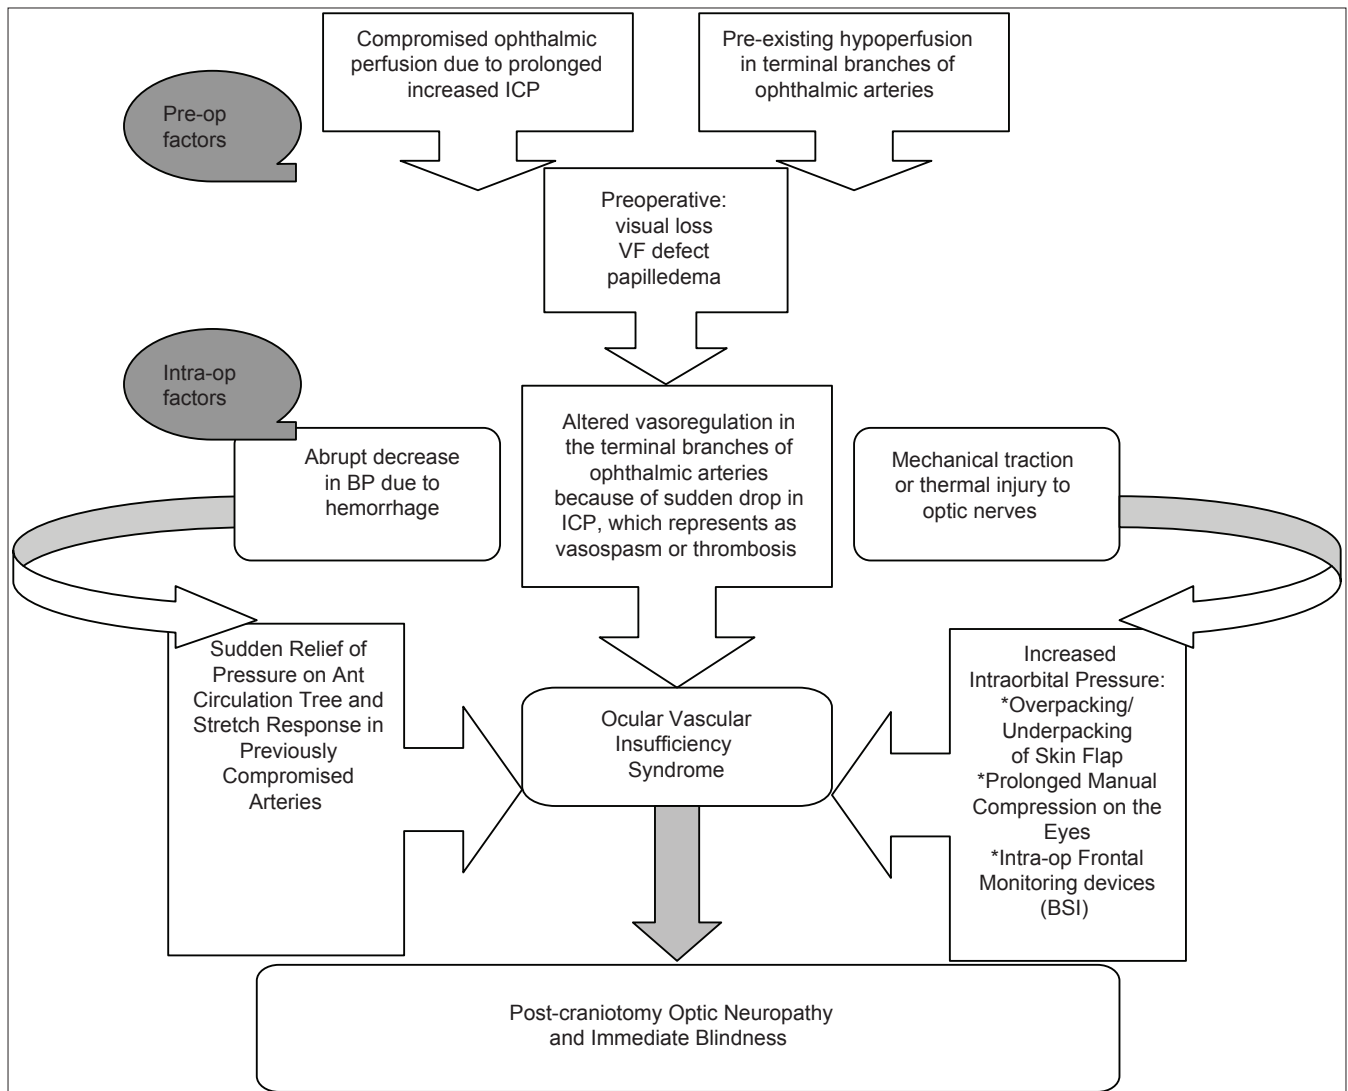 Compromised ophthalmic
perfusion due to prolonged
increased ICP
Pre-existing hypoperfusion
in terminal branches of
ophthalmic arteries
Pre-op
factors
Preoperative:
visual loss
VF defect
papilledema
Intra-op
factors
Abrupt decrease
in BP due to
hemorrhage
Altered vasoregulation in
the terminal branches of
ophthalmic arteries
because of sudden drop in
ICP, which represents as
vasospasm or thrombosis
Mechanical traction
or thermal injury to
optic nerves
Sudden Relief of
Pressure on Ant
Circulation Tree and
Stretch Response in
Previously
Compromised
Arteries
Ocular Vascular
Insufficiency
Syndrome
Increased
Intraorbital Pressure:
*Overpacking/
Underpacking
of Skin Flap
*Prolonged Manual
Compression on the
Eyes
*Intra-op Frontal
Monitoring devices
(BSI)
Post-craniotomy Optic Neuropathy
and Immediate Blindness